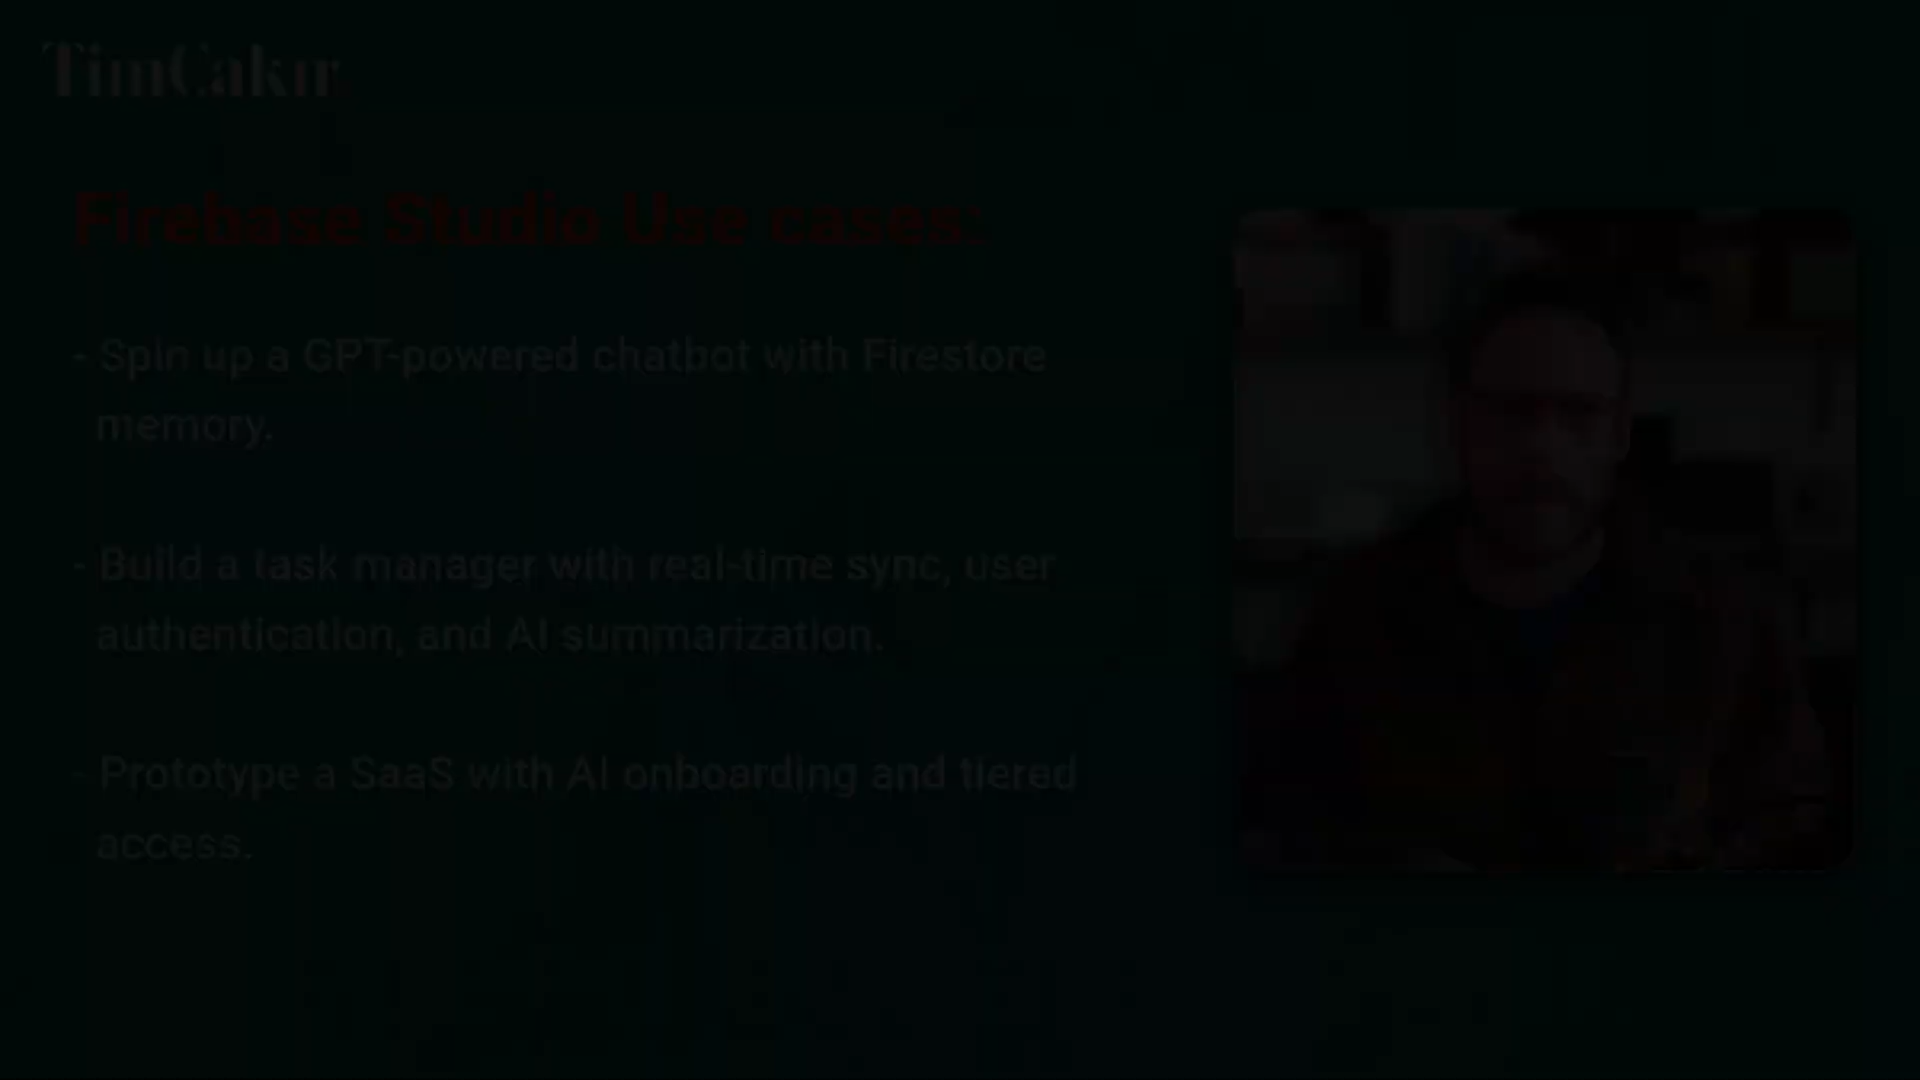 TimCakır
Firebase Studio Use cases:
- Spin up a GPT-powered chatbot with Firestore
memory.
- Build a task manager with real-time sync, user
authentication, and AI summarization.
- Prototype a SaaS with AI onboarding and tiered
access.